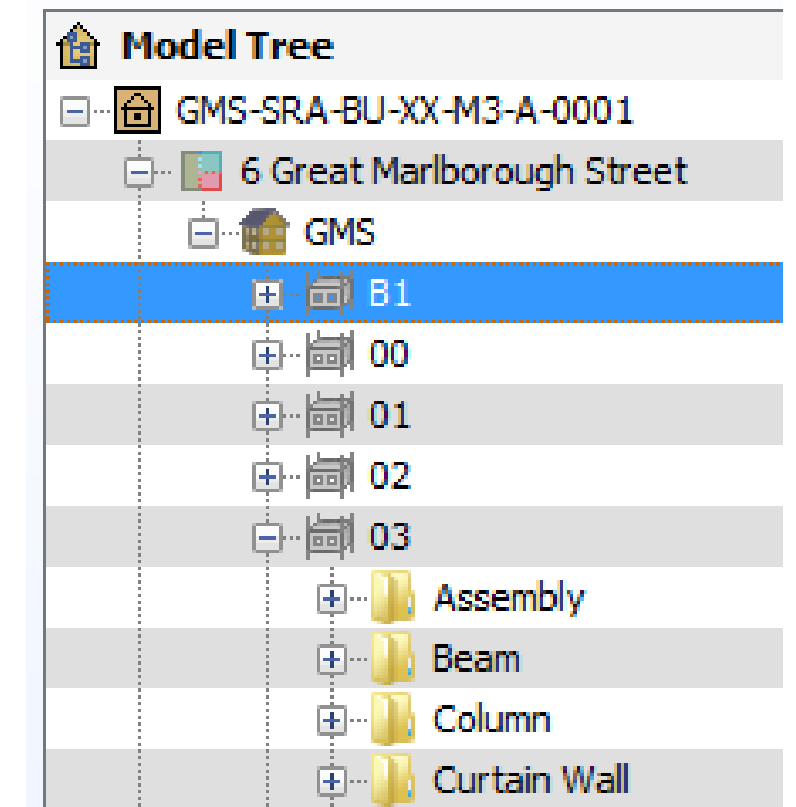 Model Tree
GMS-SRA-BU-XX-M3-A-0001
6 Great Marlborough Street
GMS
B1
00
01
02
03
Assembly
Beam
Column
Curtain Wall